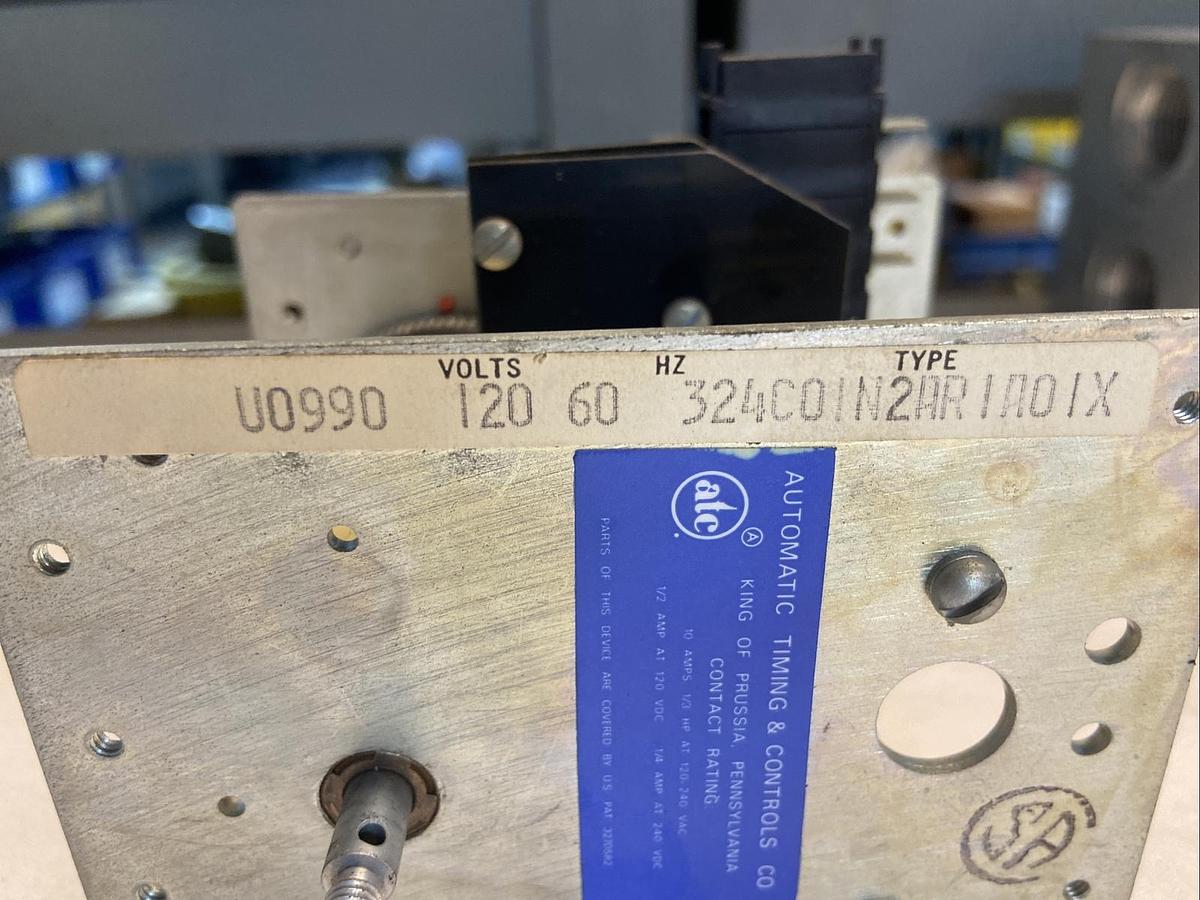 VOLTS HZ TYPE
U0990 120 60 324C01N2AR1A01X
atc
AUTOMATIC TIMING & CONTROLS CO
KING OF PRUSSIA, PENNSYLVANIA
CONTACT RATING
10 AMPS 1/3 HP AT 120-240 VAC
1/2 AMP AT 120 VDC 1/4 AMP AT 240 VDC
PARTS OF THIS DEVICE ARE COVERED BY U.S. PAT.
SA